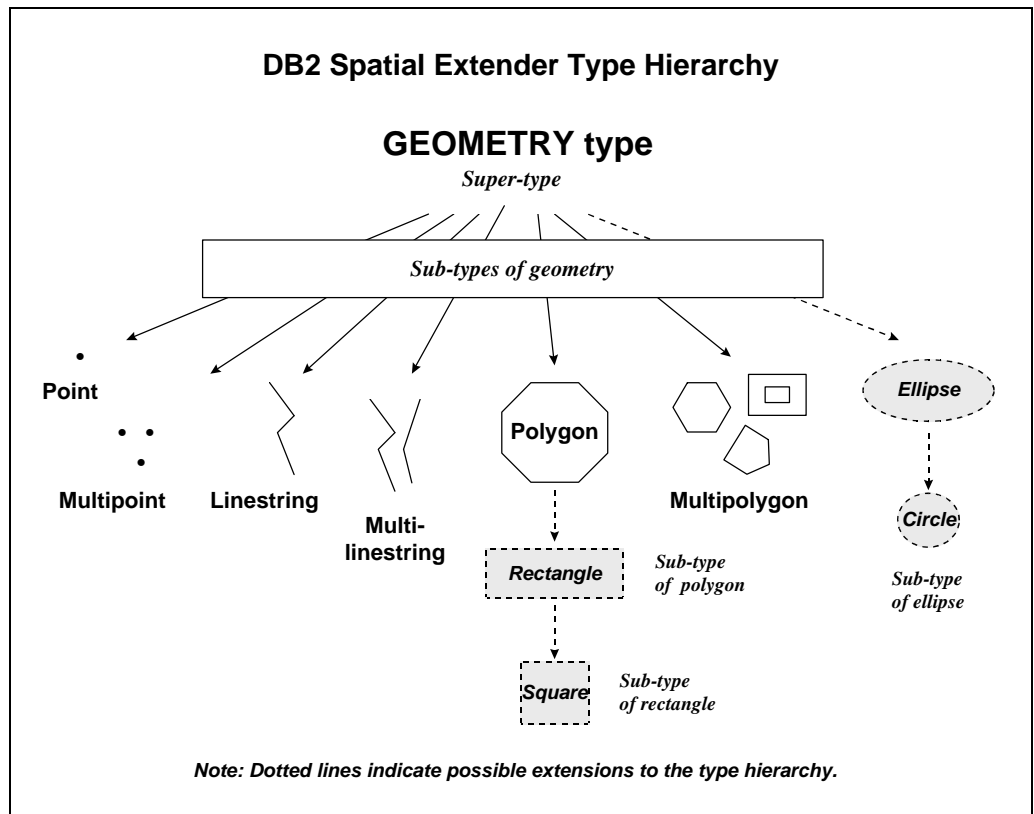 DB2 Spatial Extender Type Hierarchy
GEOMETRY type
Super-type
Sub-types of geometry
Point
Multipoint
Linestring
Multi-
linestring
Polygon
Multipolygon
Ellipse
Circle
Sub-type
of ellipse
Rectangle
Sub-type
of polygon
Square
Sub-type
of rectangle
Note: Dotted lines indicate possible extensions to the type hierarchy.